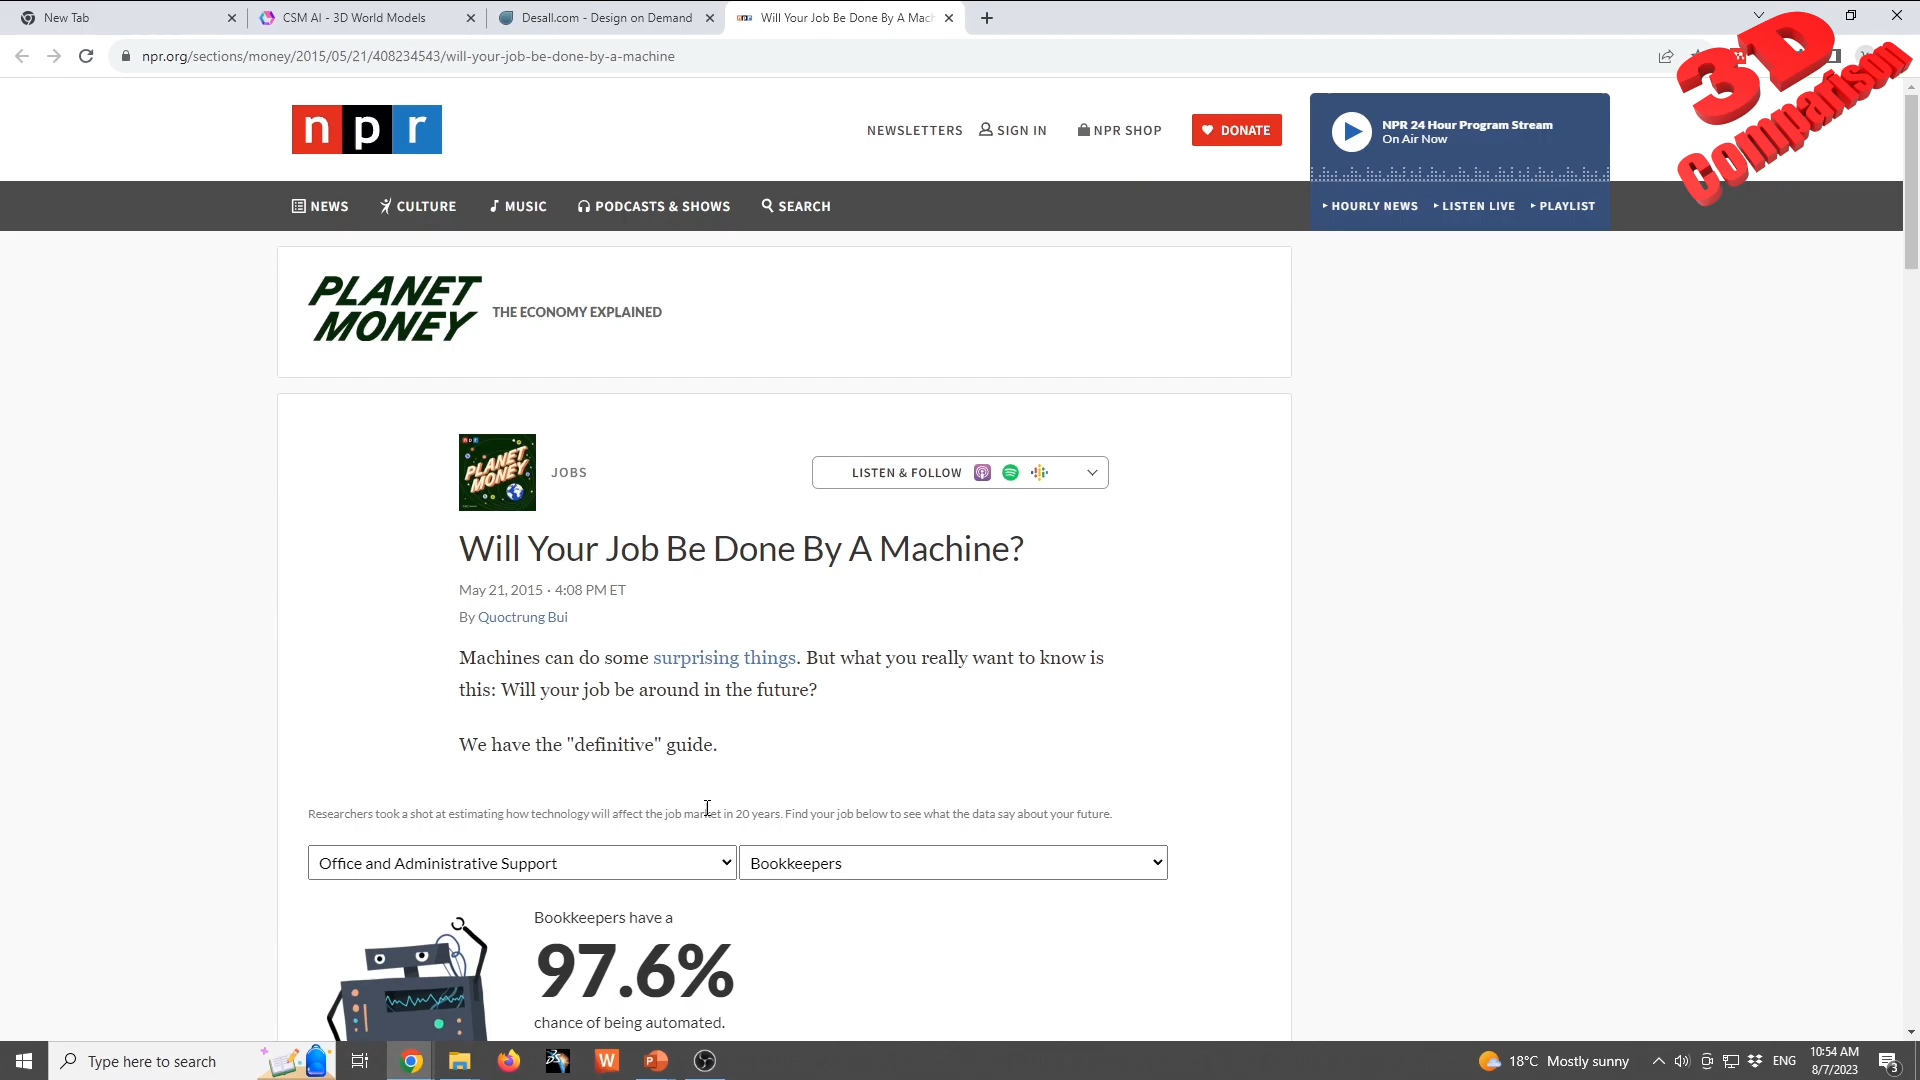 New Tab
CSM AI - 3D World Models
Desall.com - Design on Demand
Will Your Job Be Done By A Mach
npr.org/sections/money/2015/05/21/408234543/will-your-job-be-done-by-a-machine
3D
Comparison
npr
NEWSLETTERS
SIGN IN
NPR SHOP
DONATE
NPR 24 Hour Program Stream
On Air Now
NEWS
CULTURE
MUSIC
PODCASTS & SHOWS
SEARCH
HOURLY NEWS
LISTEN LIVE
PLAYLIST
PLANET
MONEY
THE ECONOMY EXPLAINED
npr
PLANET
MONEY
JOBS
LISTEN & FOLLOW
Will Your Job Be Done By A Machine?
May 21, 2015 · 4:08 PM ET
By Quoctrung Bui
Machines can do some surprising things. But what you really want to know is
this: Will your job be around in the future?
We have the "definitive" guide.
Researchers took a shot at estimating how technology will affect the job market in 20 years. Find your job below to see what the data say about your future.
Office and Administrative Support
Bookkeepers
Bookkeepers have a
97.6%
chance of being automated.
Type here to search
W
P
18°C Mostly sunny
ENG
10:54 AM
8/7/2023
3